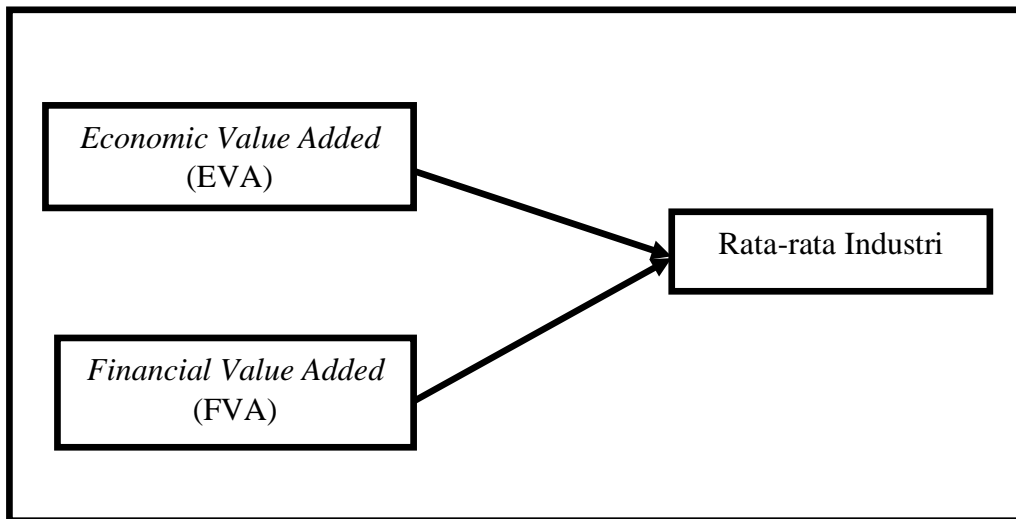 Economic Value Added
(EVA)
Rata-rata Industri
Financial Value Added
(FVA)